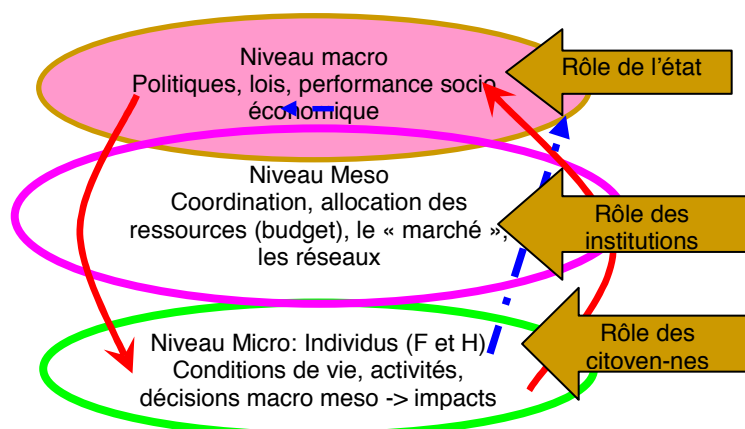 Niveau macro
Politiques, lois, performance socio
économique
Rôle de l'état
Niveau Meso
Coordination, allocation des
ressources (budget), le « marché »,
les réseaux
Rôle des
institutions
Niveau Micro: Individus (F et H)
Conditions de vie, activités,
décisions macro meso -> impacts
Rôle des
citoyen-nes